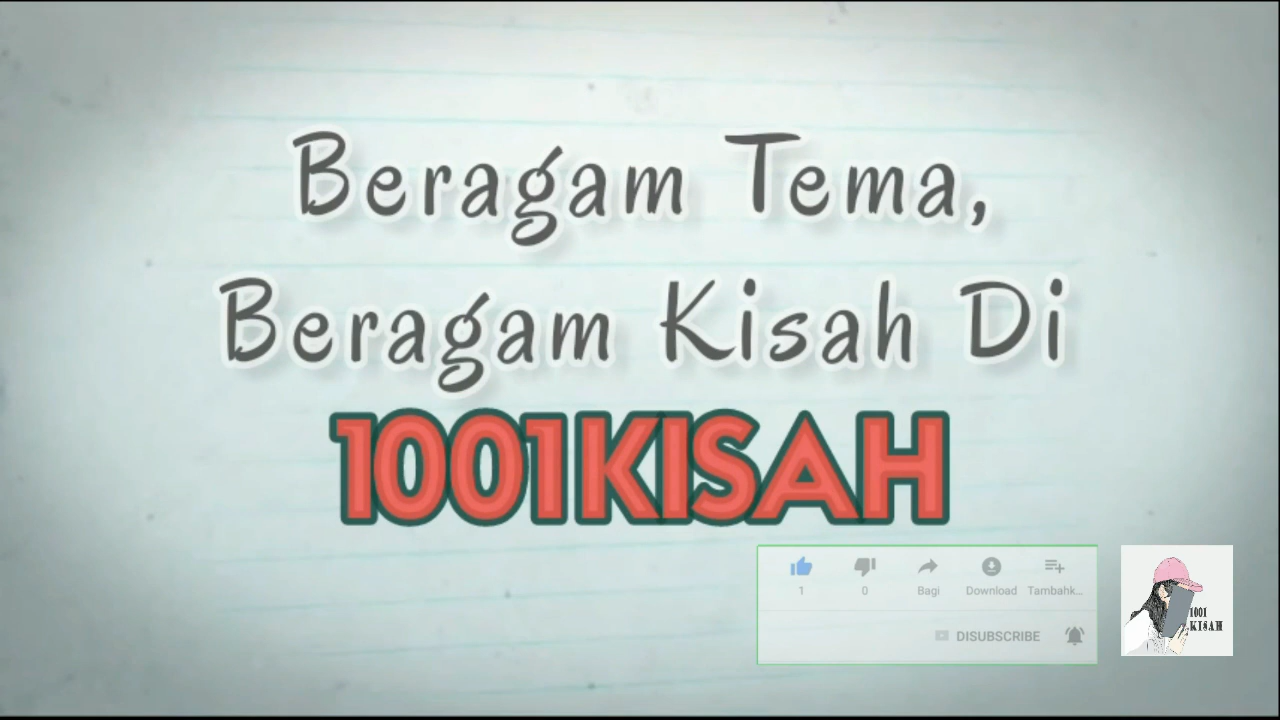 Beragam Tema,
Beragam Kisah Di
1001KISAH
1 0 Bagi Download Tambahk...
DISUBSCRIBE
1001
KISAH